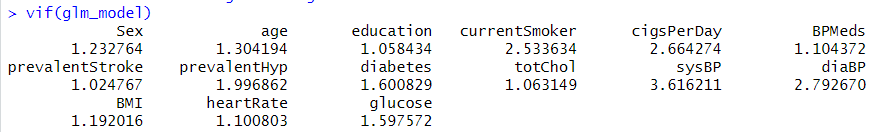 > vif(glm_model)
Sex age education currentSmoker cigsPerDay BPMeds
1.232764 1.304194 1.058434 2.533634 2.664274 1.104372
prevalentStroke prevalentHyp diabetes totChol sysBP diaBP
1.024767 1.996862 1.600829 1.063149 3.616211 2.792670
BMI heartRate glucose
1.192016 1.100803 1.597572